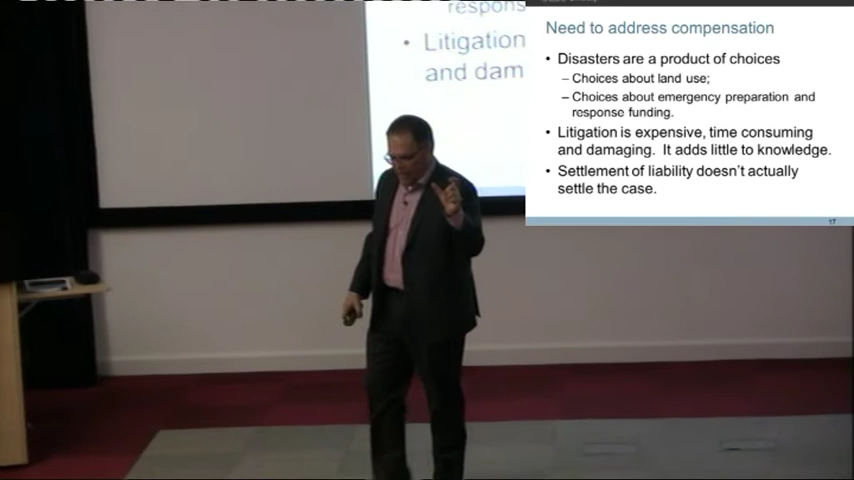 respons
• Litigation
and dam
Need to address compensation
• Disasters are a product of choices
– Choices about land use;
– Choices about emergency preparation and
response funding.
• Litigation is expensive, time consuming
and damaging. It adds little to knowledge.
• Settlement of liability doesn't actually
settle the case.
17